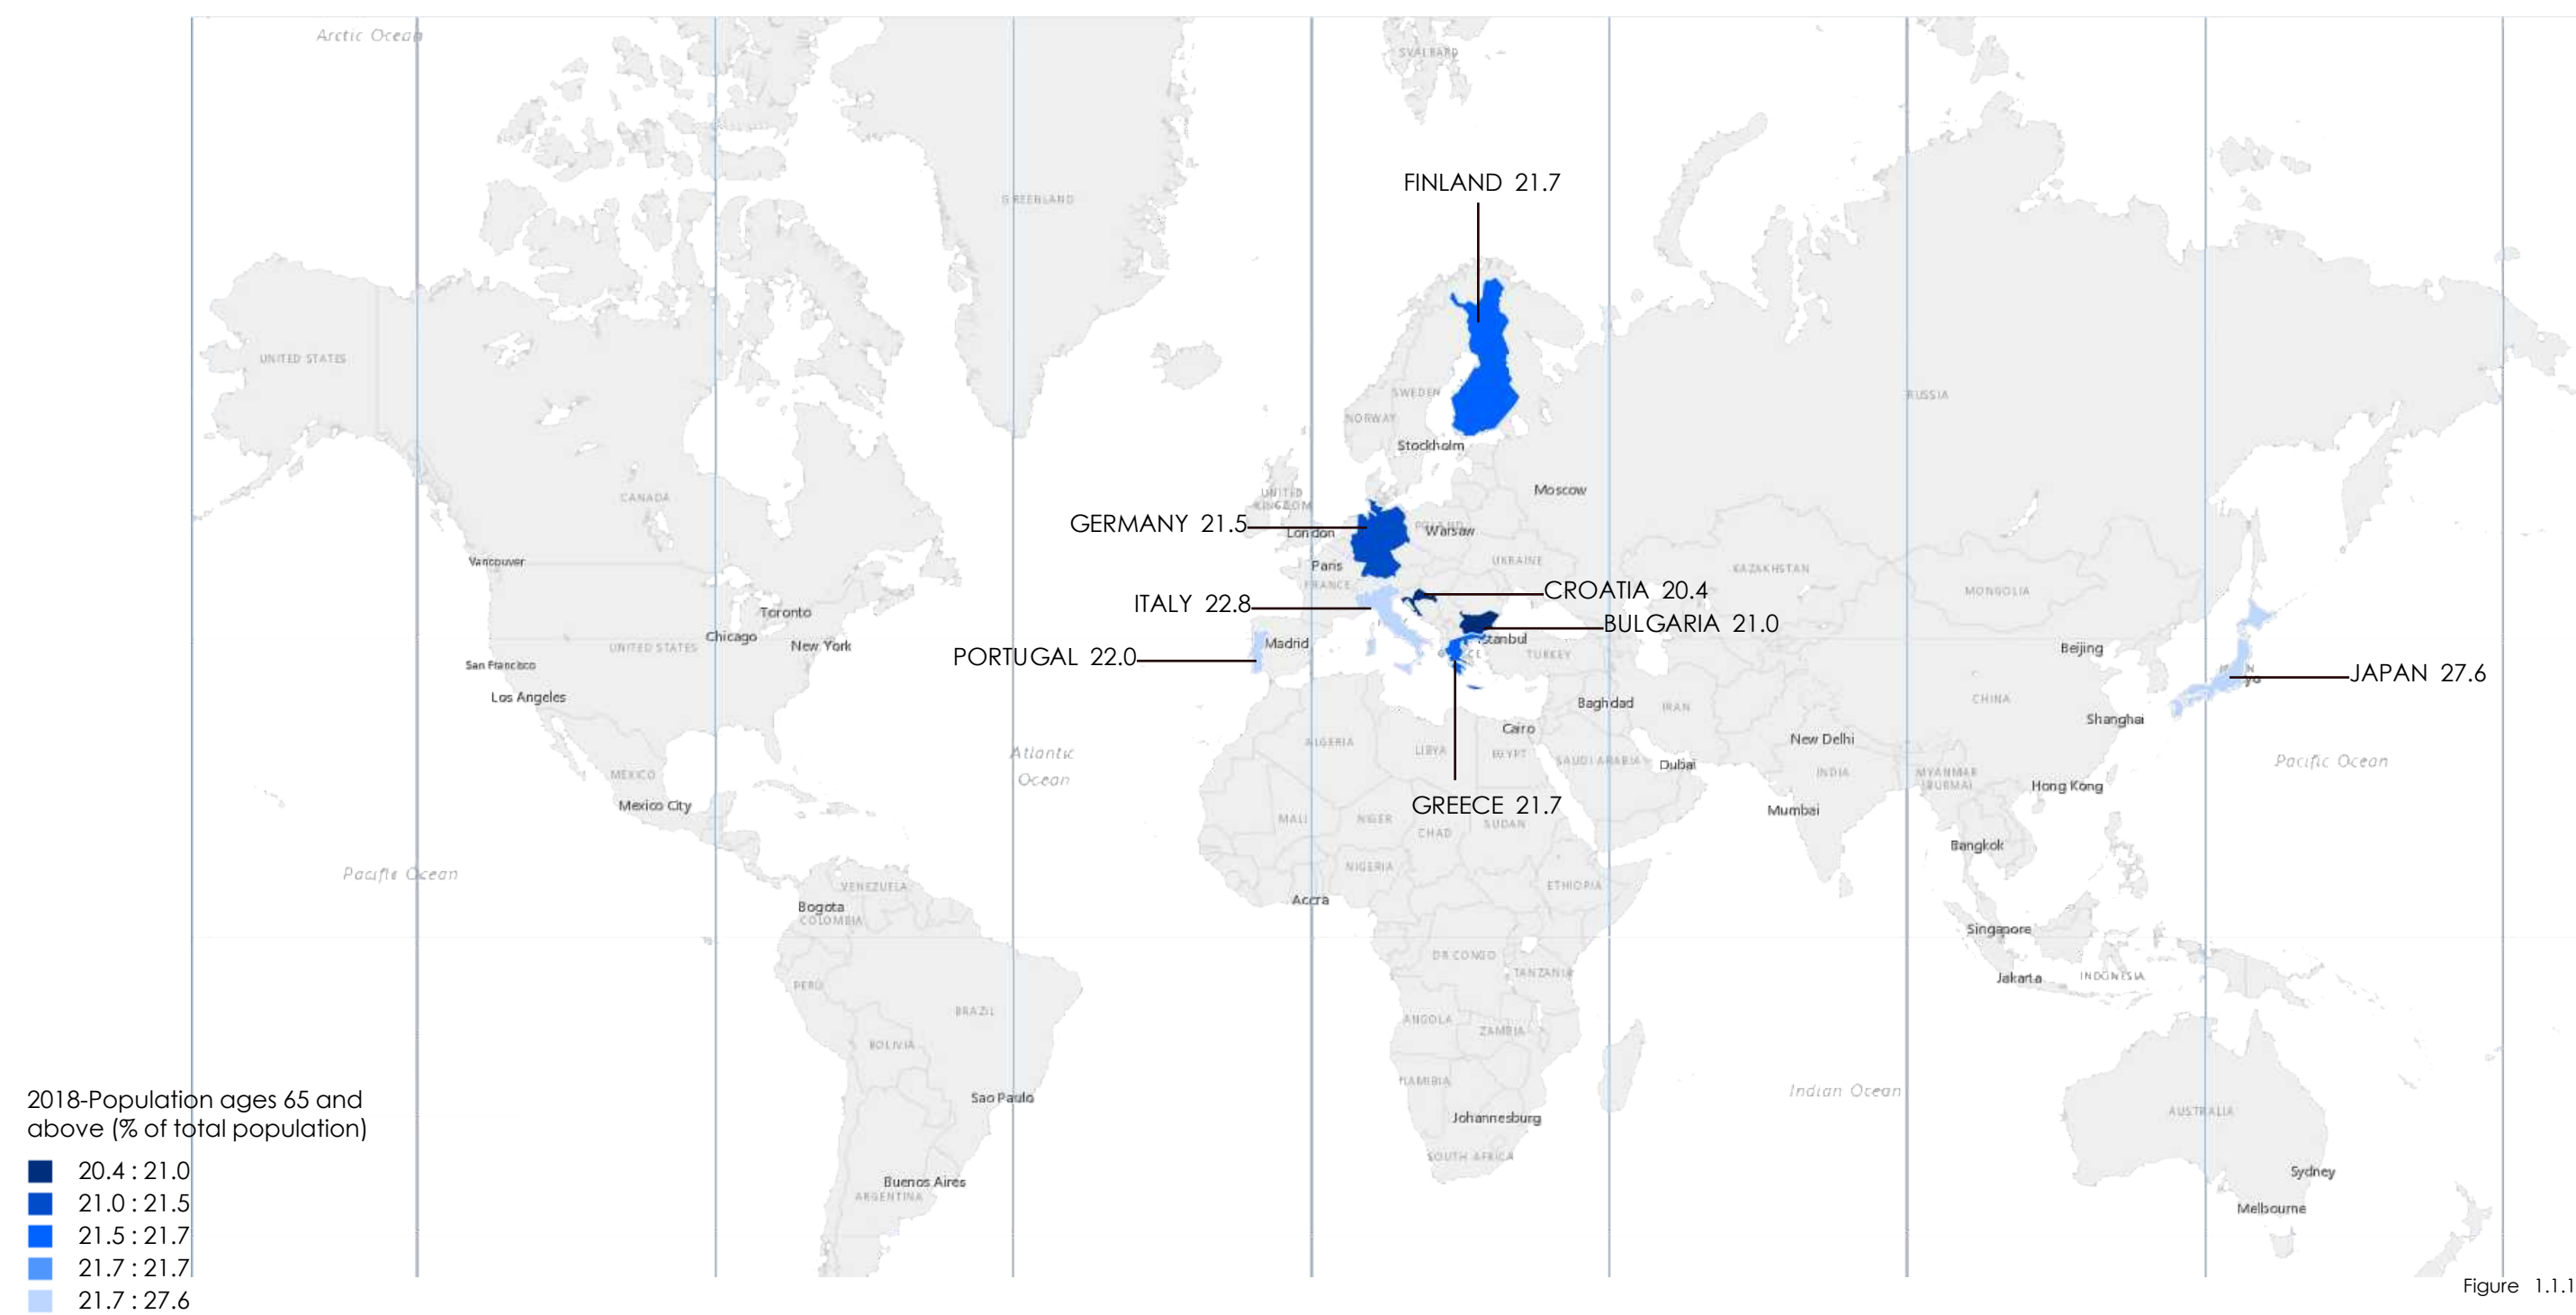 Arctic Ocean
SVALBARD
FINLAND 21.7
GREENLAND
UNITED STATES
SWEDEN
RUSSIA
NORWAY
Stockholm
Moscow
CANADA
UNITED
KINGDOM
GERMANY 21.5
London
POLAND
Warsaw
Vancouver
Paris
UKRAINE
KAZAKHSTAN
FRANCE
CROATIA 20.4
MONGOLIA
ITALY 22.8
Toronto
BULGARIA 21.0
Chicago
New York
UNITED STATES
Madrid
stanbul
Beijing
PORTUGAL 22.0
TURKEY
San Francisco
JAPAN 27.6
Los Angeles
Baghdad
IRAN
CHINA
Shanghai
Cairo
New Delhi
ALGERIA
LIBYA
EGYPT
Atlantic
Ocean
SAUDI ARABIA
Dubai
Pacific Ocean
MEXICO
INDIA
MYANMAR
(BURMA)
Hong Kong
Mexico City
GREECE 21.7
Mumbai
MALI
NIGER
CHAD
SUDAN
Bangkok
Pacific Ocean
NIGERIA
VENEZUELA
ETHIOPIA
Accra
Bogota
COLOMBIA
Singapore
DR CONGO
TANZANIA
Jakarta
INDONESIA
PERU
BRAZIL
ANGOLA
ZAMBIA
BOLIVIA
NAMIBIA
Indian Ocean
Sao Paulo
Johannesburg
AUSTRALIA
SOUTH AFRICA
Sydney
Buenos Aires
ARGENTINA
Melbourne
2018-Population ages 65 and
above (% of total population)
20.4 : 21.0
21.0 : 21.5
21.5 : 21.7
21.7 : 21.7
21.7 : 27.6
Figure 1.1.1